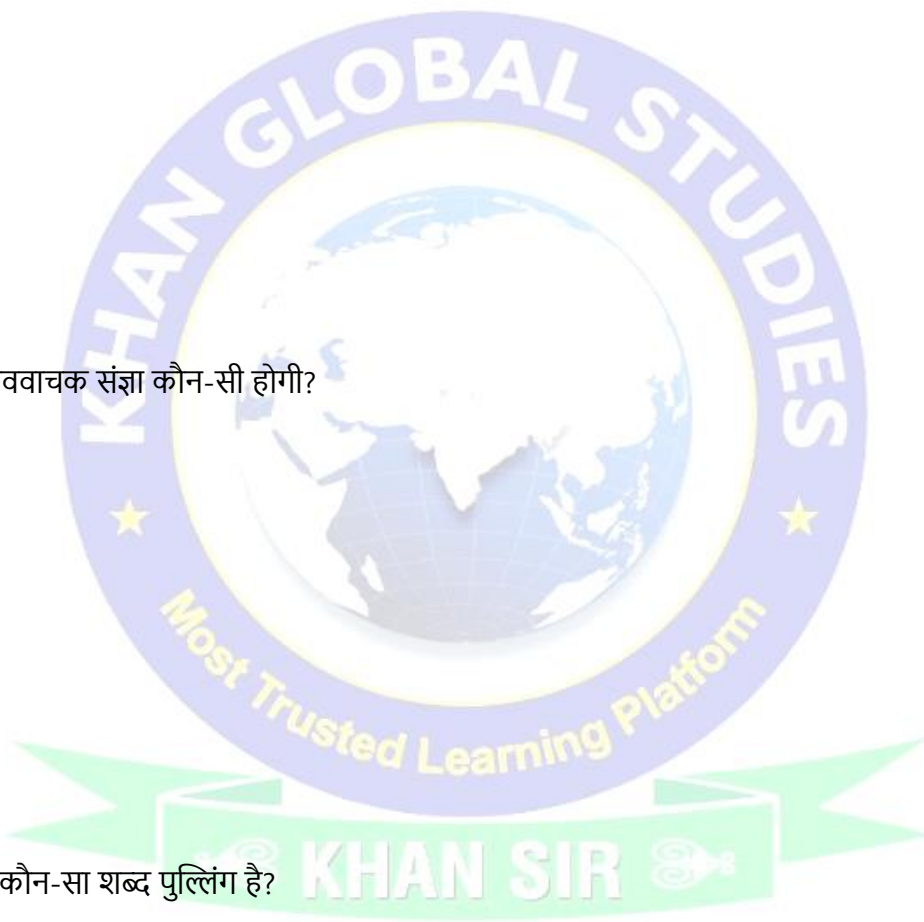 KHAN GLOBAL STUDIES
ववाचक संज्ञा कौन-सी होगी?
Most Trusted Learning Platform
KHAN SIR
कौन-सा शब्द पुल्लिंग है?